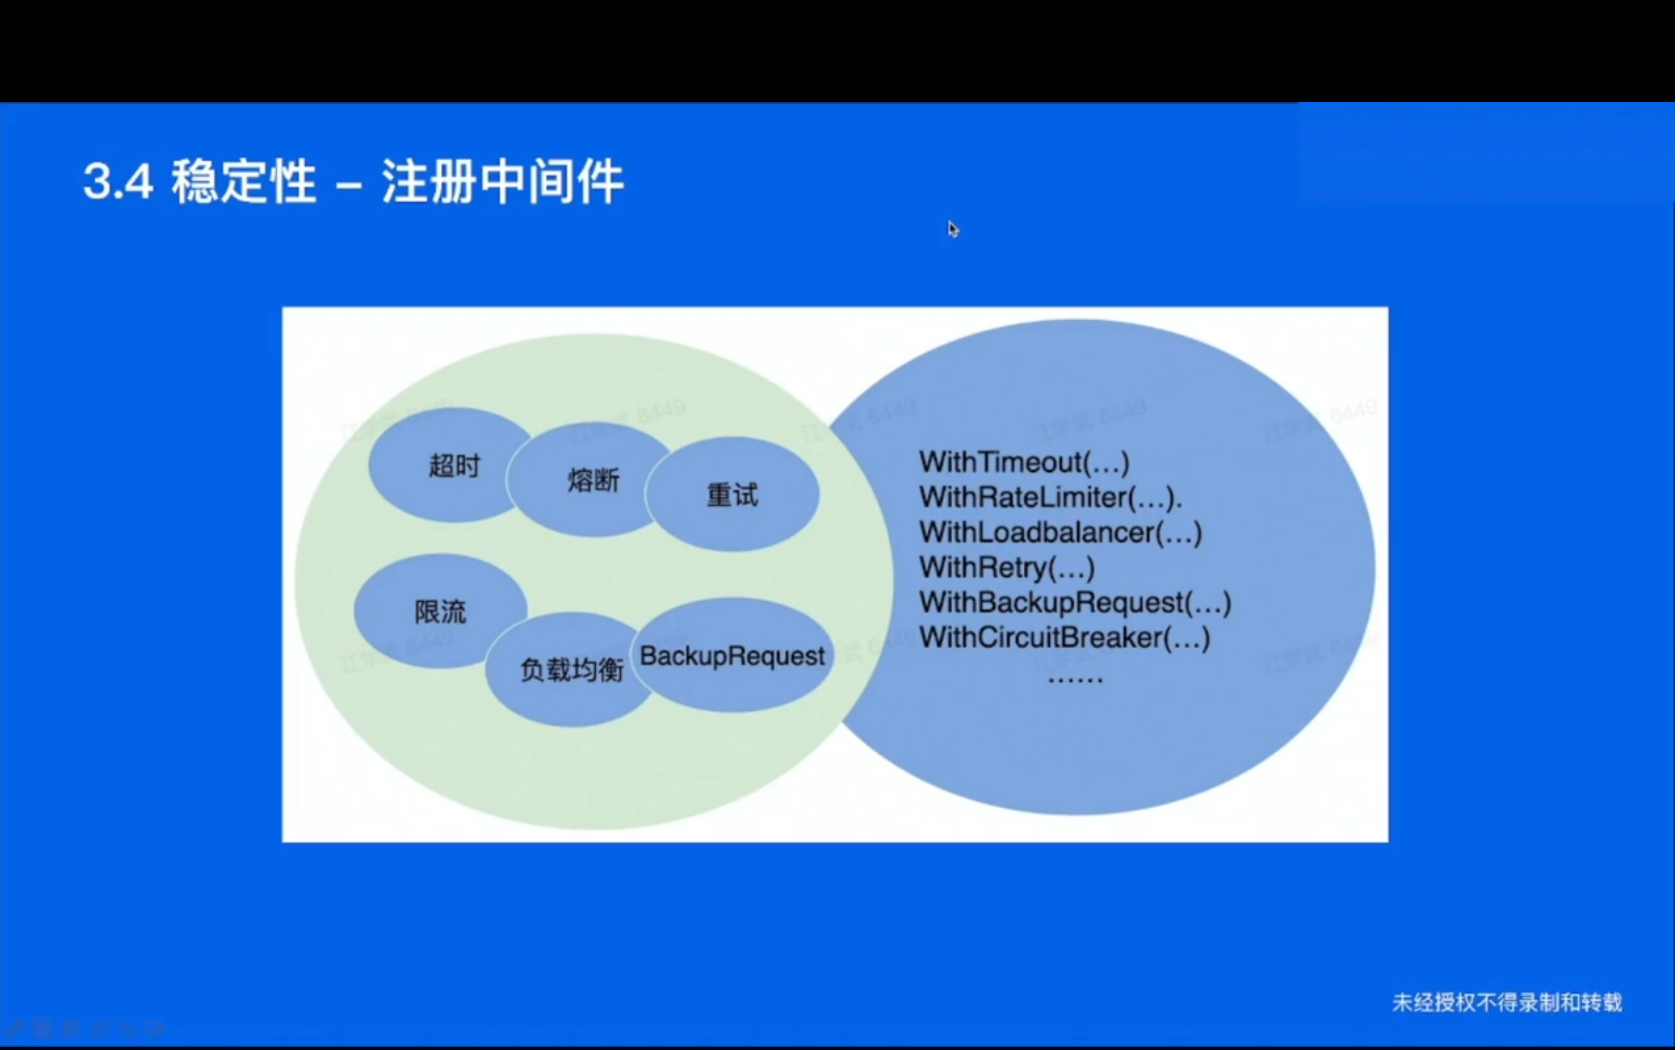 3.4 稳定性 – 注册中间件
超时
熔断
重试
限流
负载均衡
BackupRequest
WithTimeout(...)
WithRateLimiter(...).
WithLoadbalancer(...)
WithRetry(...)
WithBackupRequest(...)
WithCircuitBreaker(...)
......
未经授权不得录制和转载